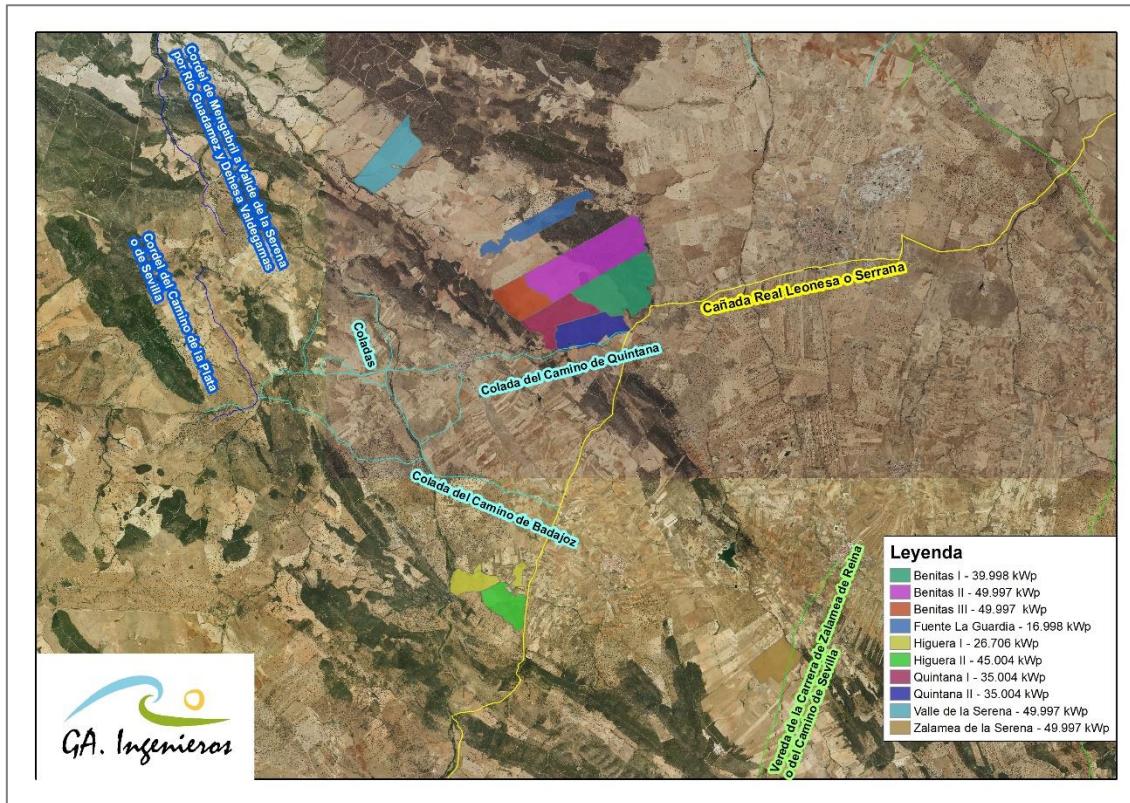 Cordel de Mengabril a Vallde de la Serena
por Río Guadamez y Dehesa Valdegamas
Cordel del Camino de la Plata
o de Sevilla
Coladas
Cañada Real Leonesa o Serrana
Colada del Camino de Quintana
Colada del Camino de Badajoz
Vereda de la Carrera de Zalamea de Reina
o del Camino de Sevilla
Leyenda
Benitas I - 39.998 kWp
Benitas II - 49.997 kWp
Benitas III - 49.997 kWp
Fuente La Guardia - 16.998 kWp
Higuera I - 26.706 kWp
Higuera II - 45.004 kWp
Quintana I - 35.004 kWp
Quintana II - 35.004 kWp
Valle de la Serena - 49.997 kWp
Zalamea de la Serena - 49.997 kWp
GA. Ingenieros